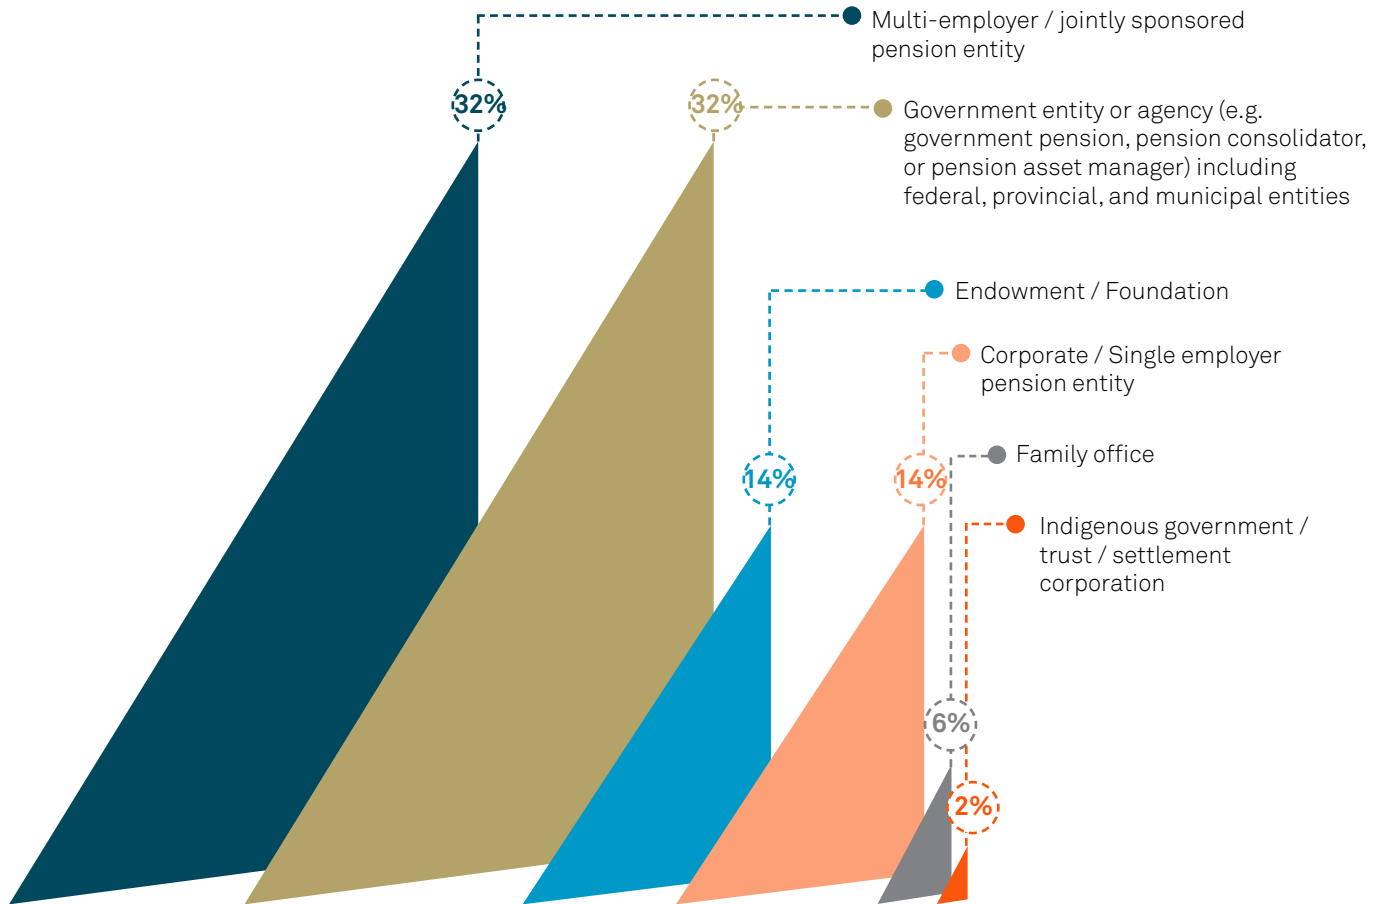 Multi-employer / jointly sponsored
pension entity
32%
32%
Government entity or agency (e.g.
government pension, pension consolidator,
or pension asset manager) including
federal, provincial, and municipal entities
Endowment / Foundation
Corporate / Single employer
pension entity
14%
14%
Family office
Indigenous government /
trust / settlement
corporation
6%
2%